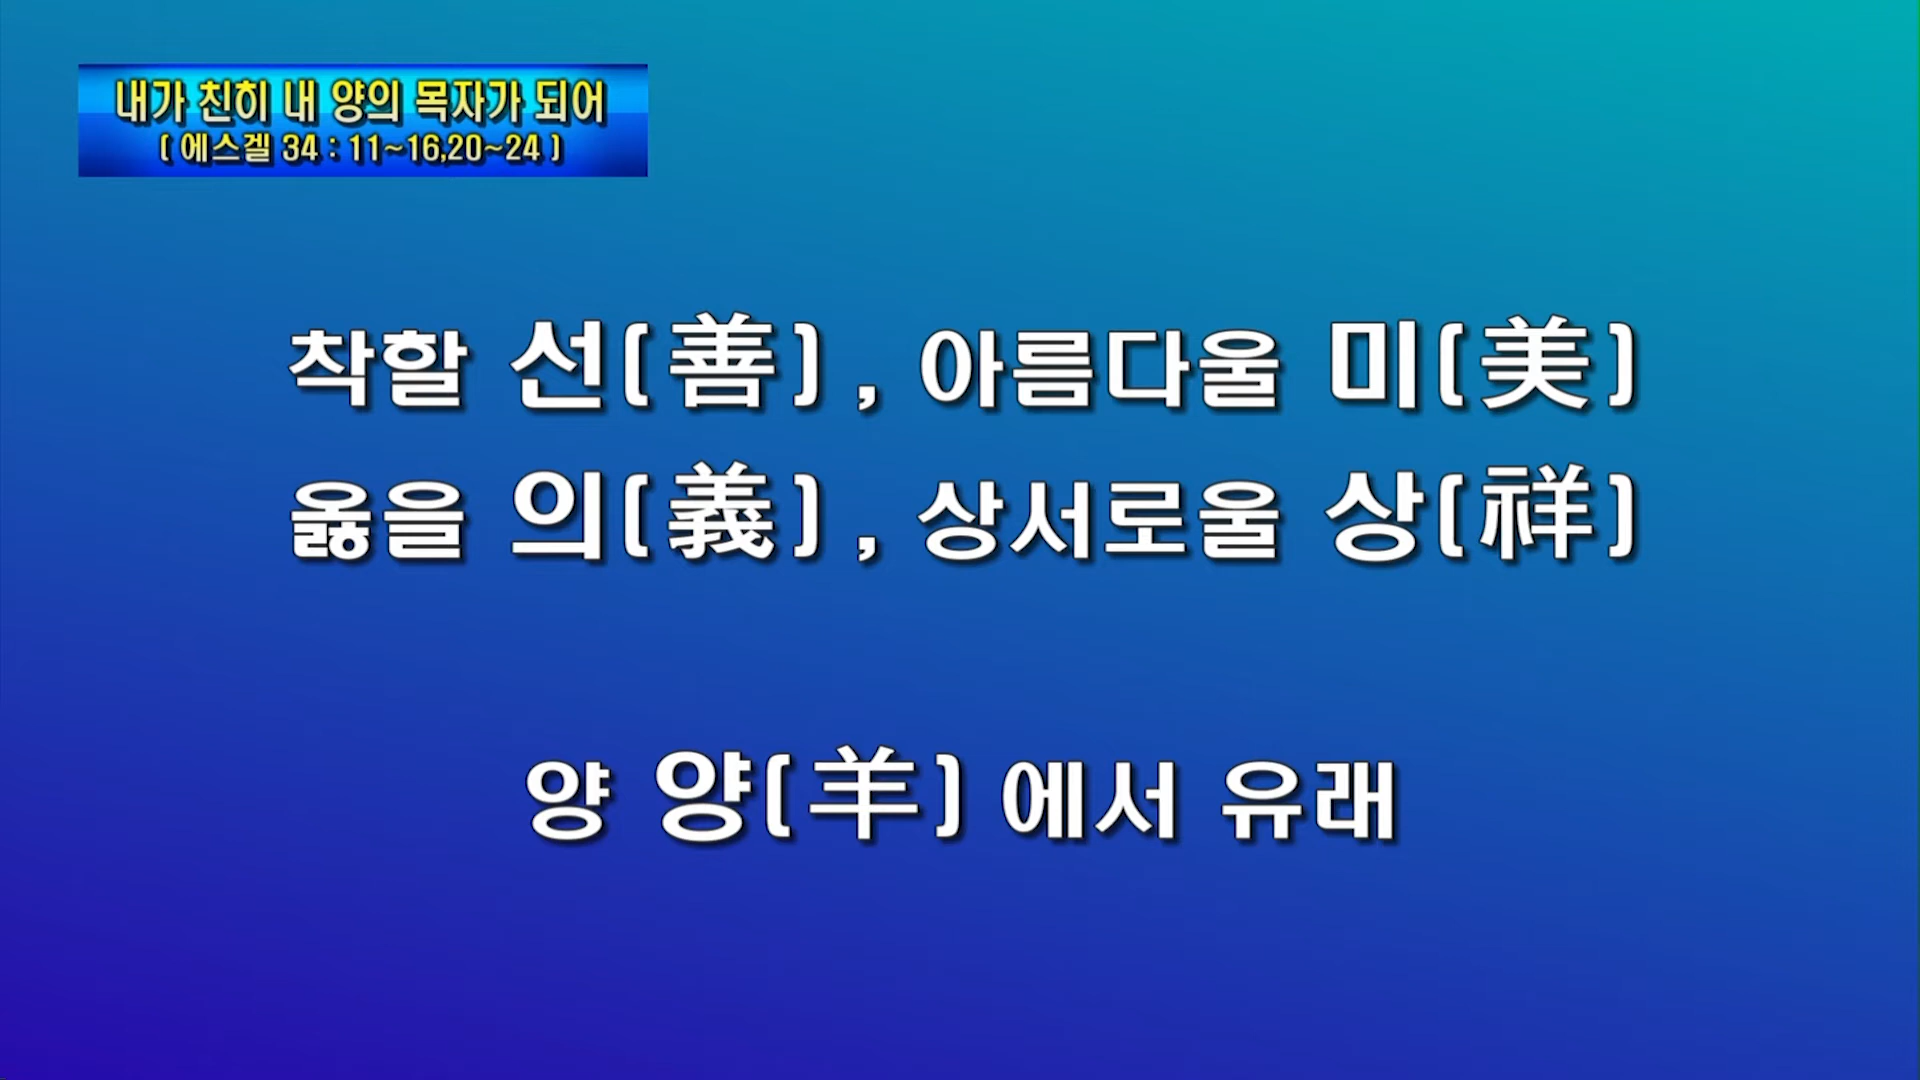 내가 친히 내 양의 목자가 되어
( 에스겔 34 : 11~16,20~24 )
착할 선(善) , 아름다울 미(美)
옳을 의(義) , 상서로울 상(祥)
양 양(羊) 에서 유래